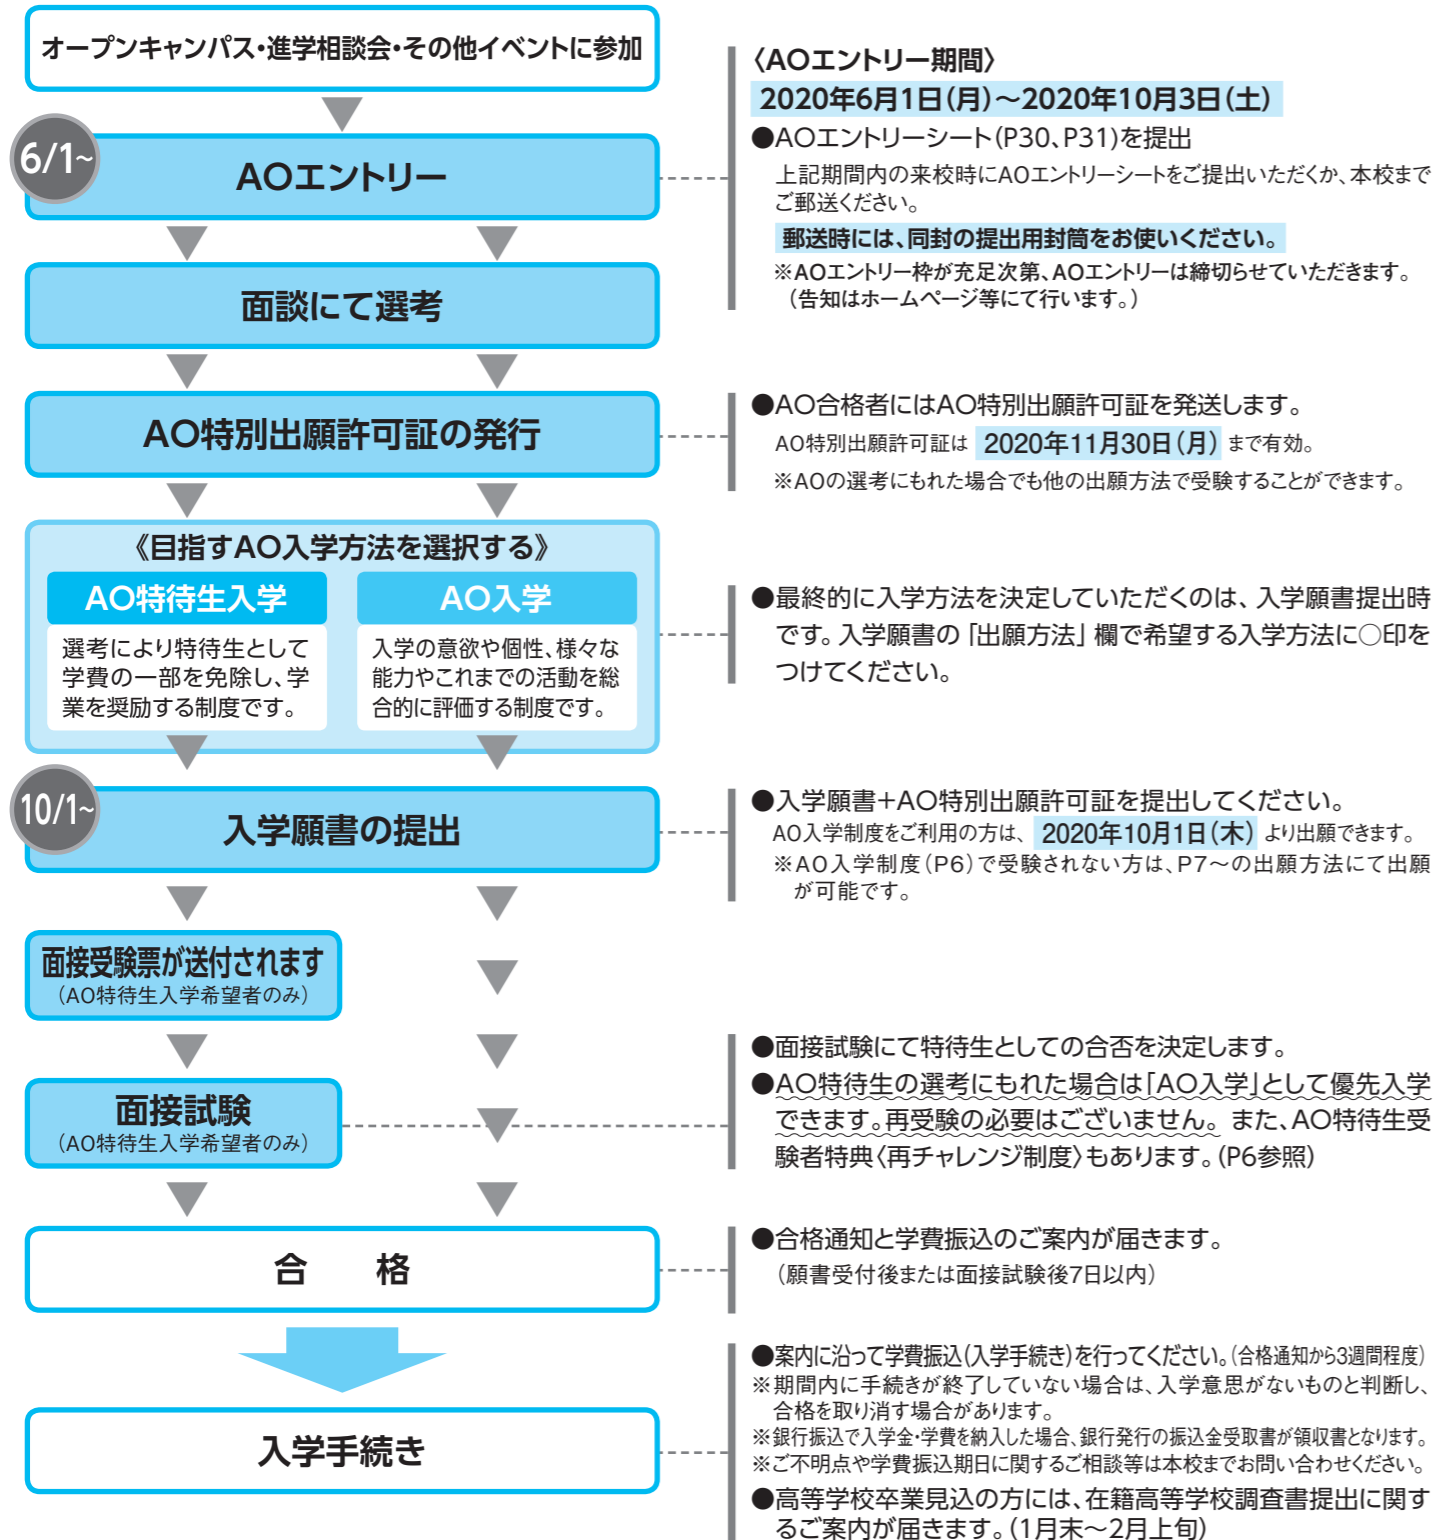 オープンキャンパス・進学相談会・その他イベントに参加
6/1~
AOエントリー
〈AOエントリー期間〉
2020年6月1日(月)～2020年10月3日(土)
●AOエントリーシート(P30、P31)を提出
上記期間内の来校時にAOエントリーシートをご提出いただくか、本校まで
ご郵送ください。
郵送時には、同封の提出用封筒をお使いください。
※AOエントリー枠が充足次第、AOエントリーは締切らせていただきます。
(告知はホームページ等にて行います。)
面談にて選考
AO特別出願許可証の発行
●AO合格者にはAO特別出願許可証を発送します。
AO特別出願許可証は 2020年11月30日(月) まで有効。
※AOの選考にもれた場合でも他の出願方法で受験することができます。
《目指すAO入学方法を選択する》
AO特待生入学
選考により特待生として
学費の一部を免除し、学
業を奨励する制度です。
AO入学
入学の意欲や個性、様々な
能力やこれまでの活動を総
合的に評価する制度です。
●最終的に入学方法を決定していただくのは、入学願書提出時
です。入学願書の「出願方法」欄で希望する入学方法に○印を
つけてください。
10/1~
入学願書の提出
●入学願書+AO特別出願許可証を提出してください。
AO入学制度をご利用の方は、 2020年10月1日(木) より出願できます。
※AO入学制度(P6)で受験されない方は、P7～の出願方法にて出願
が可能です。
面接受験票が送付されます
(AO特待生入学希望者のみ)
面接試験
(AO特待生入学希望者のみ)
●面接試験にて特待生としての合否を決定します。
●AO特待生の選考にもれた場合は「AO入学」として優先入学
できます。再受験の必要はございません。また、AO特待生受
験者特典〈再チャレンジ制度〉もあります。(P6参照)
合 格
●合格通知と学費振込のご案内が届きます。
(願書受付後または面接試験後7日以内)
入学手続き
●案内に沿って学費振込(入学手続き)を行ってください。(合格通知から3週間程度)
※期間内に手続きが終了していない場合は、入学意思がないものと判断し、
合格を取り消す場合があります。
※銀行振込で入学金・学費を納入した場合、銀行発行の振込金受取書が領収書となります。
※ご不明点や学費振込期日に関するご相談等は本校までお問い合わせください。
●高等学校卒業見込の方には、在籍高等学校調査書提出に関す
るご案内が届きます。(1月末～2月上旬)